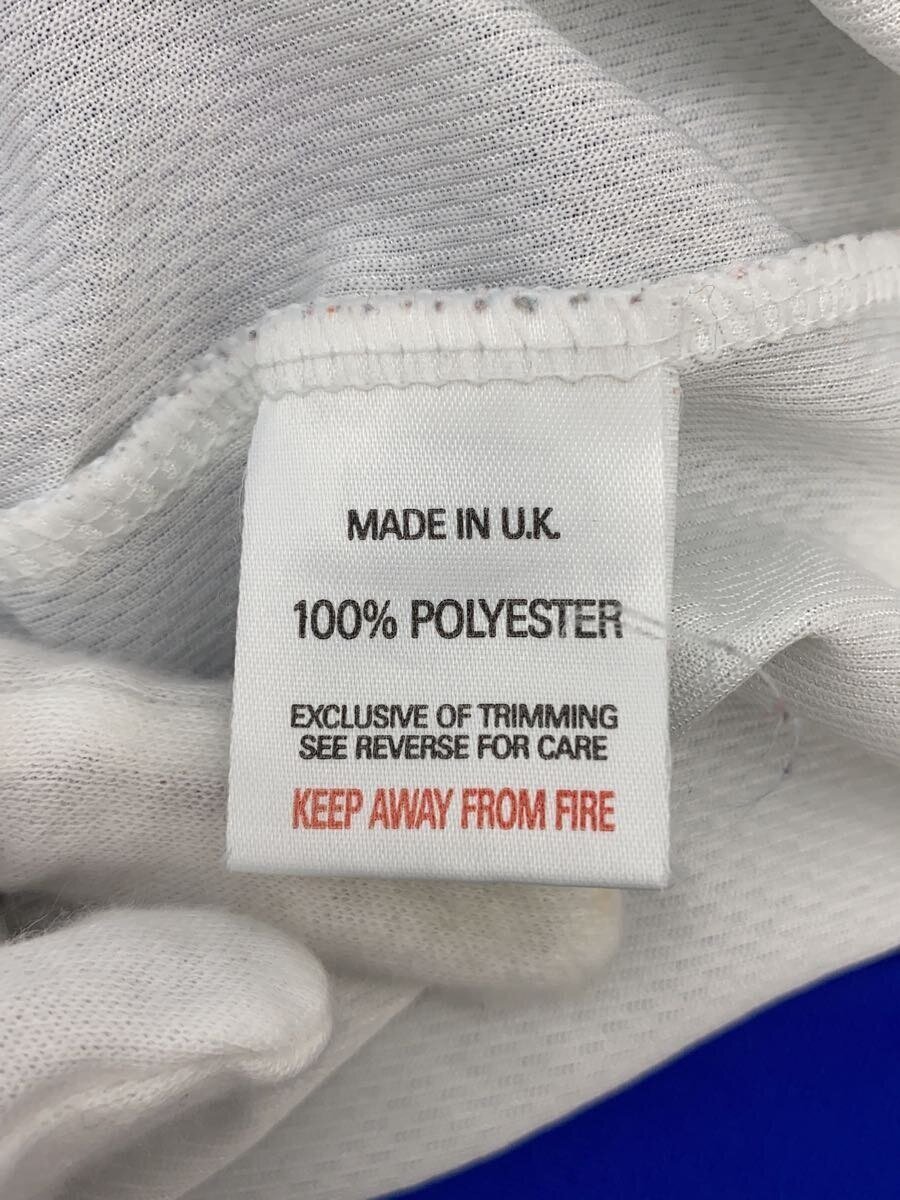 MADE IN U.K.
100% POLYESTER
EXCLUSIVE OF TRIMMING
SEE REVERSE FOR CARE
KEEP AWAY FROM FIRE